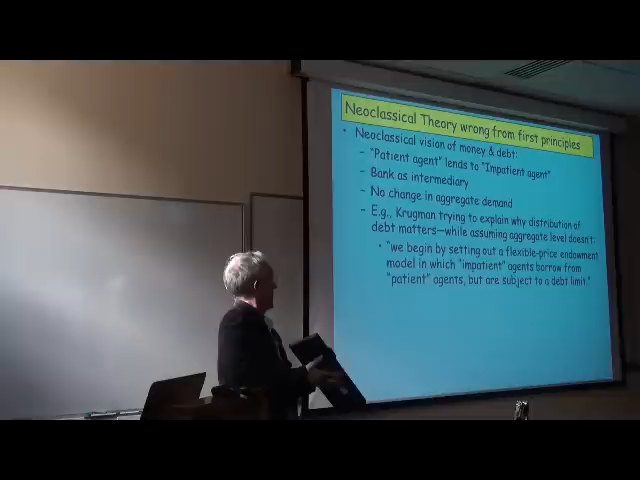 Neoclassical Theory wrong from first principles
• Neoclassical vision of money & debt:
– "Patient agent" lends to "Impatient agent"
– Bank as intermediary
– No change in aggregate demand
– E.g., Krugman trying to explain why distribution of
debt matters—while assuming aggregate level doesn't:
• "we begin by setting out a flexible-price endowment
model in which "impatient" agents borrow from
"patient" agents, but are subject to a debt limit."